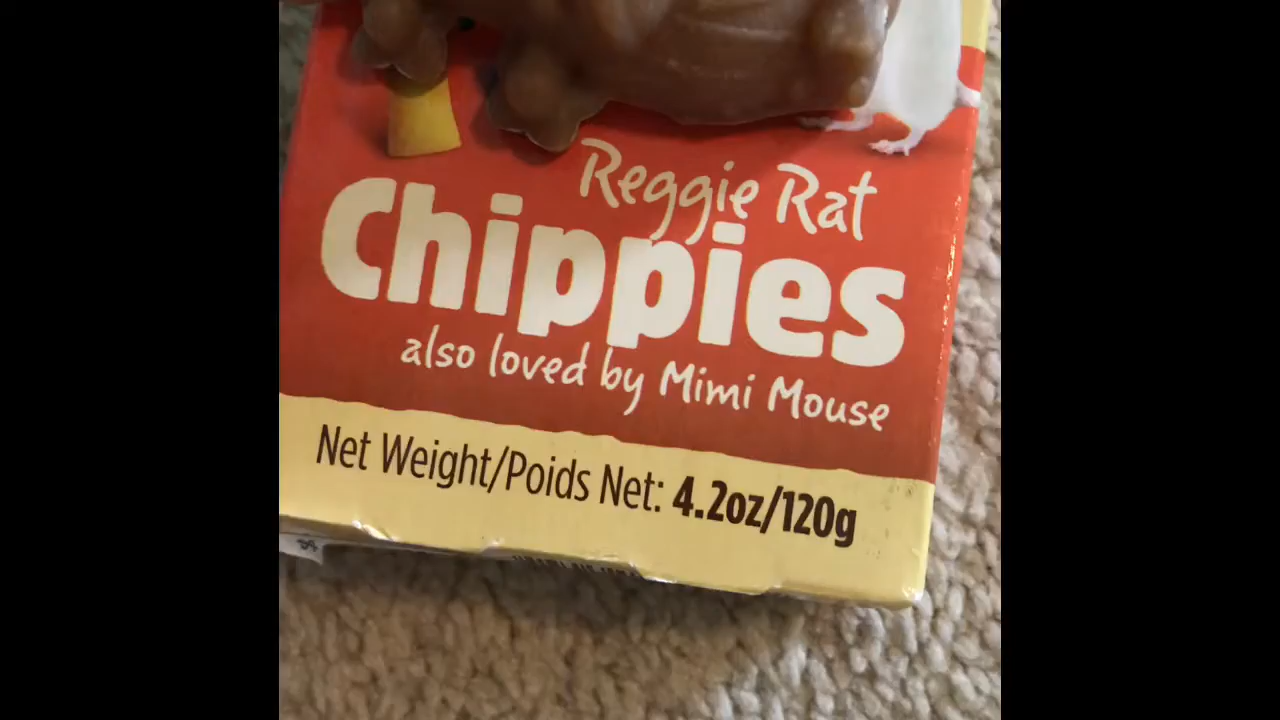 Reggie Rat
Chippies
also loved by Mimi Mouse
Net Weight/Poids Net: 4.2oz/120g